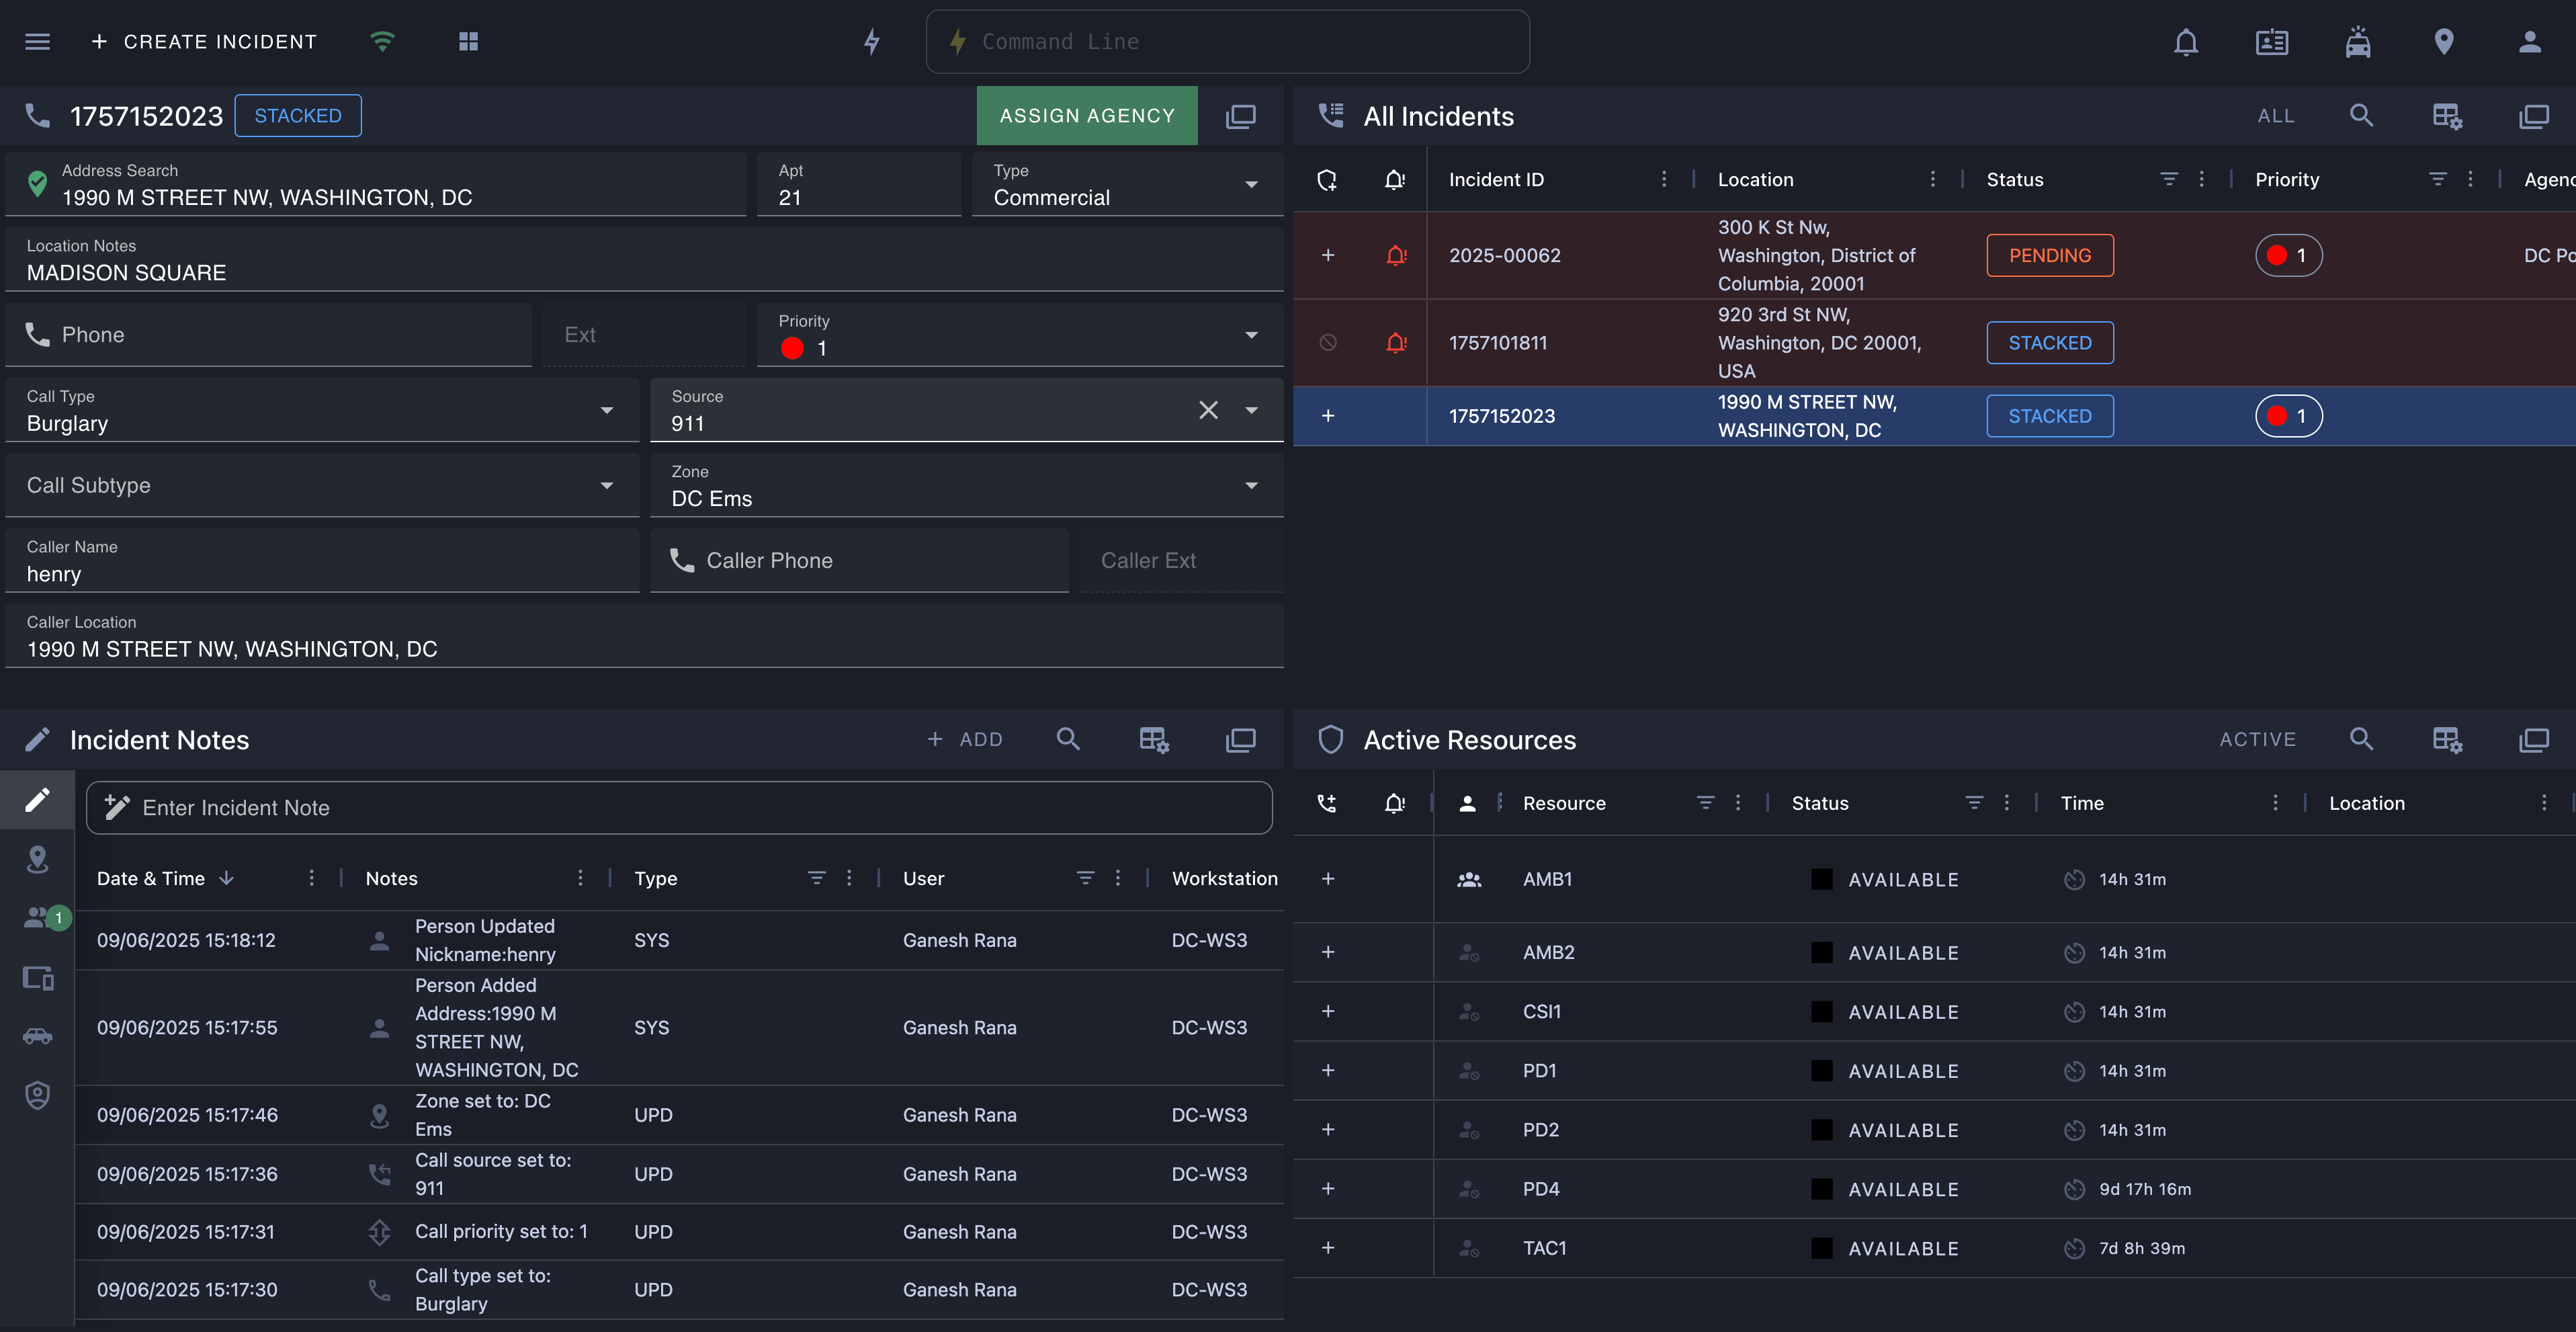 CREATE INCIDENT
Command Line
1757152023 STACKED ASSIGN AGENCY
Address Search
1990 M STREET NW, WASHINGTON, DC
Apt
21
Type
Commercial
Location Notes
MADISON SQUARE
Phone
Ext
Priority
1
Call Type
Burglary
Source
911
Call Subtype
Zone
DC Ems
Caller Name
henry
Caller Phone
Caller Ext
Caller Location
1990 M STREET NW, WASHINGTON, DC
All Incidents ALL
Incident ID Location Status Priority
2025-00062
300 K St Nw,
Washington, District of
Columbia, 20001
PENDING
1
1757101811
920 3rd St NW,
Washington, DC 20001,
USA
STACKED
1757152023
1990 M STREET NW,
WASHINGTON, DC
STACKED
1
Incident Notes + ADD
1
Enter Incident Note
Date & Time Notes Type User Workstation
09/06/2025 15:18:12
Person Updated
Nickname:henry
SYS Ganesh Rana DC-WS3
09/06/2025 15:17:55
Person Added
Address:1990 M
STREET NW,
WASHINGTON, DC
SYS Ganesh Rana DC-WS3
09/06/2025 15:17:46
Zone set to: DC
Ems
UPD Ganesh Rana DC-WS3
09/06/2025 15:17:36
Call source set to:
911
UPD Ganesh Rana DC-WS3
09/06/2025 15:17:31 Call priority set to: 1 UPD Ganesh Rana DC-WS3
09/06/2025 15:17:30
Call type set to:
Burglary
UPD Ganesh Rana DC-WS3
Active Resources ACTIVE
Resource Status Time Location
AMB1 AVAILABLE 14h 31m
AMB2 AVAILABLE 14h 31m
CSI1 AVAILABLE 14h 31m
PD1 AVAILABLE 14h 31m
PD2 AVAILABLE 14h 31m
PD4 AVAILABLE 9d 17h 16m
TAC1 AVAILABLE 7d 8h 39m